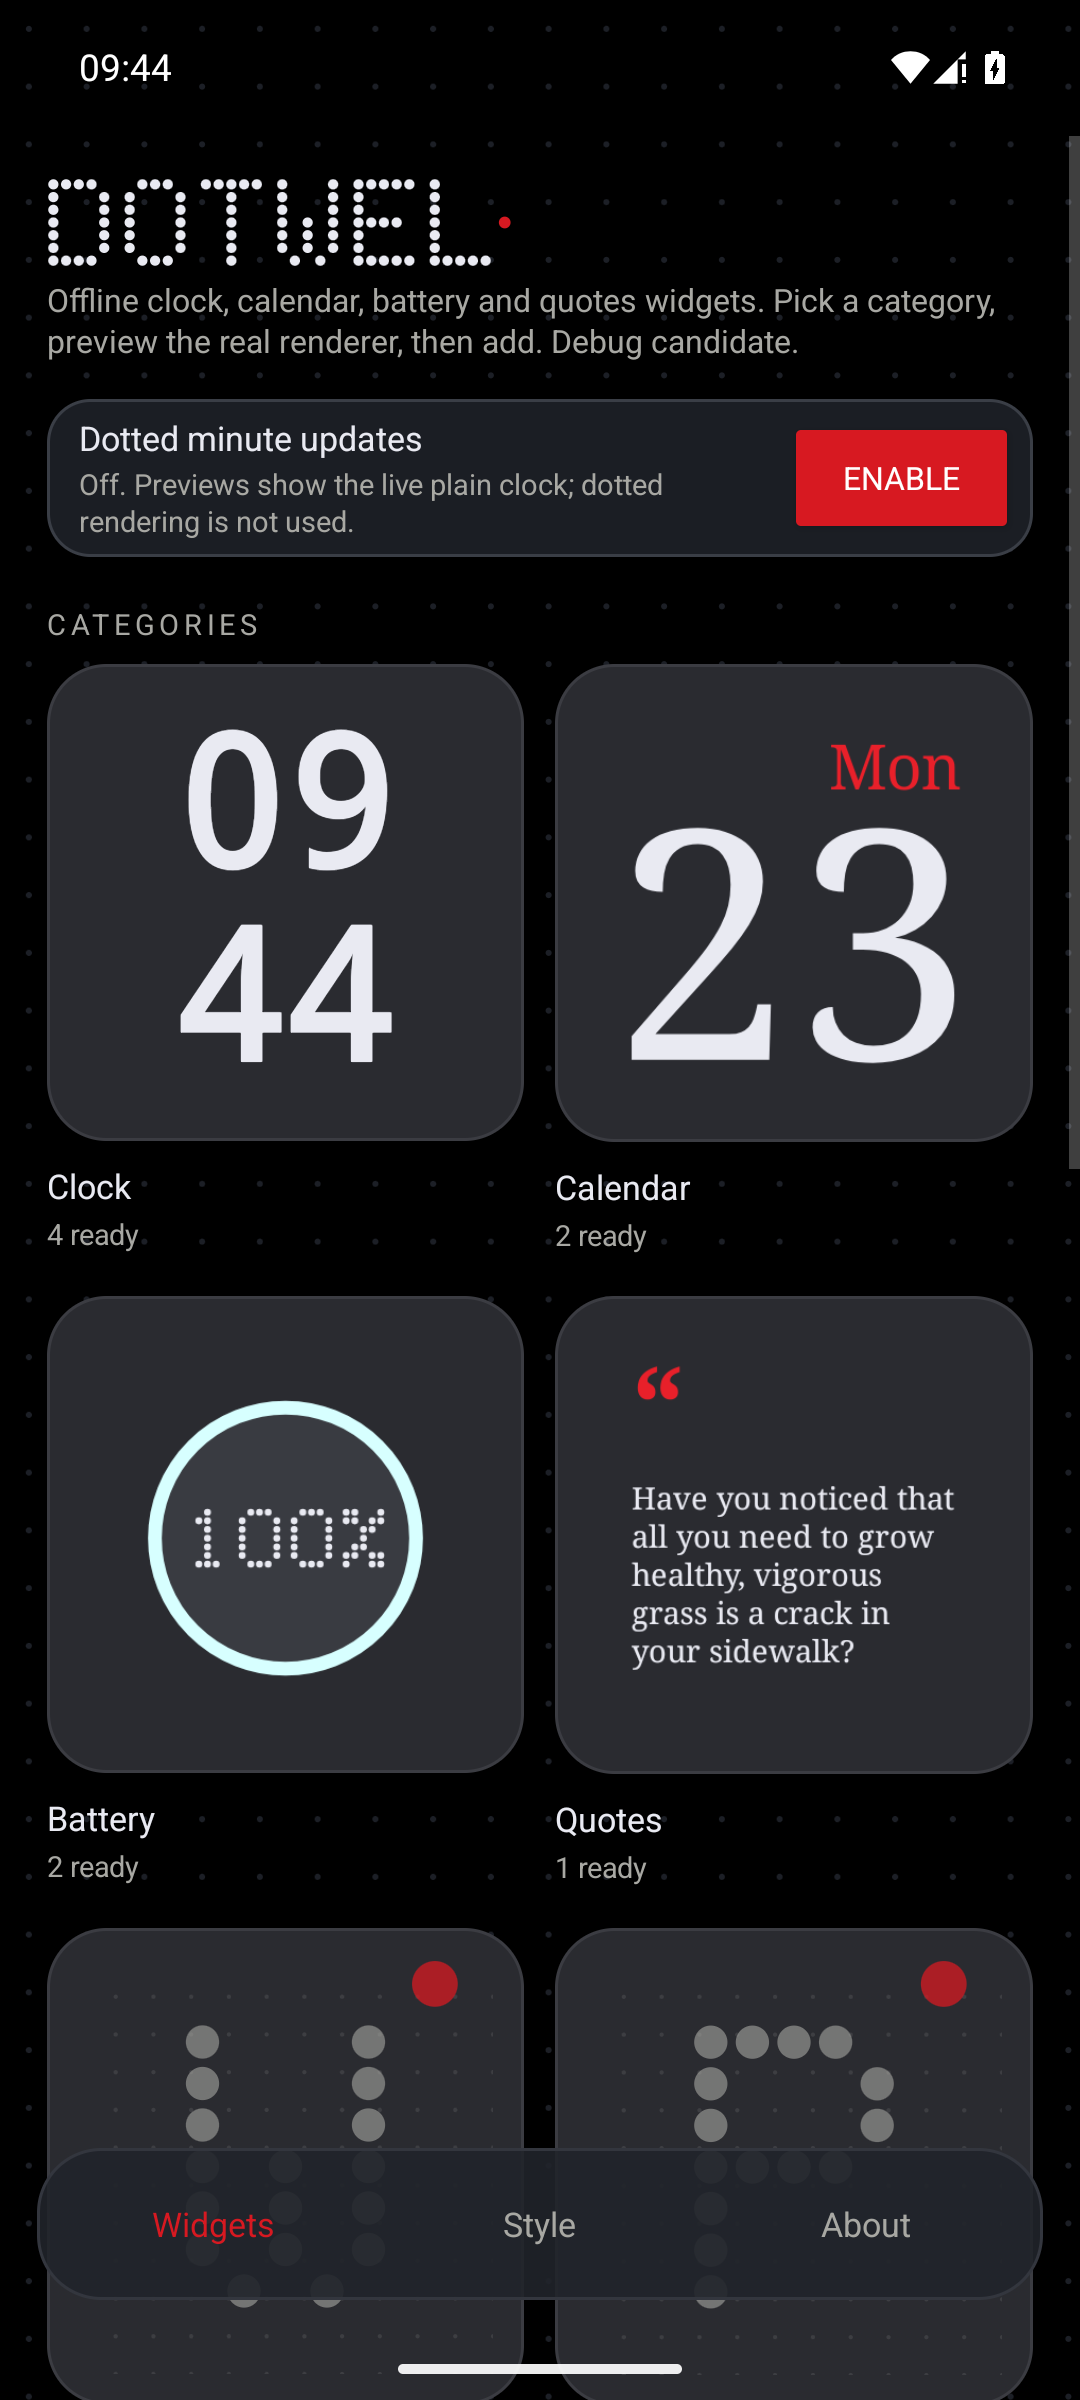 09:44
DOTWEL
Offline clock, calendar, battery and quotes widgets. Pick a category,
preview the real renderer, then add. Debug candidate.
Dotted minute updates
Off. Previews show the live plain clock; dotted
rendering is not used.
ENABLE
CATEGORIES
09
44
Mon
23
Clock
4 ready
Calendar
2 ready
100%
“
Have you noticed that
all you need to grow
healthy, vigorous
grass is a crack in
your sidewalk?
Battery
2 ready
Quotes
1 ready
W
P
Widgets
Style
About